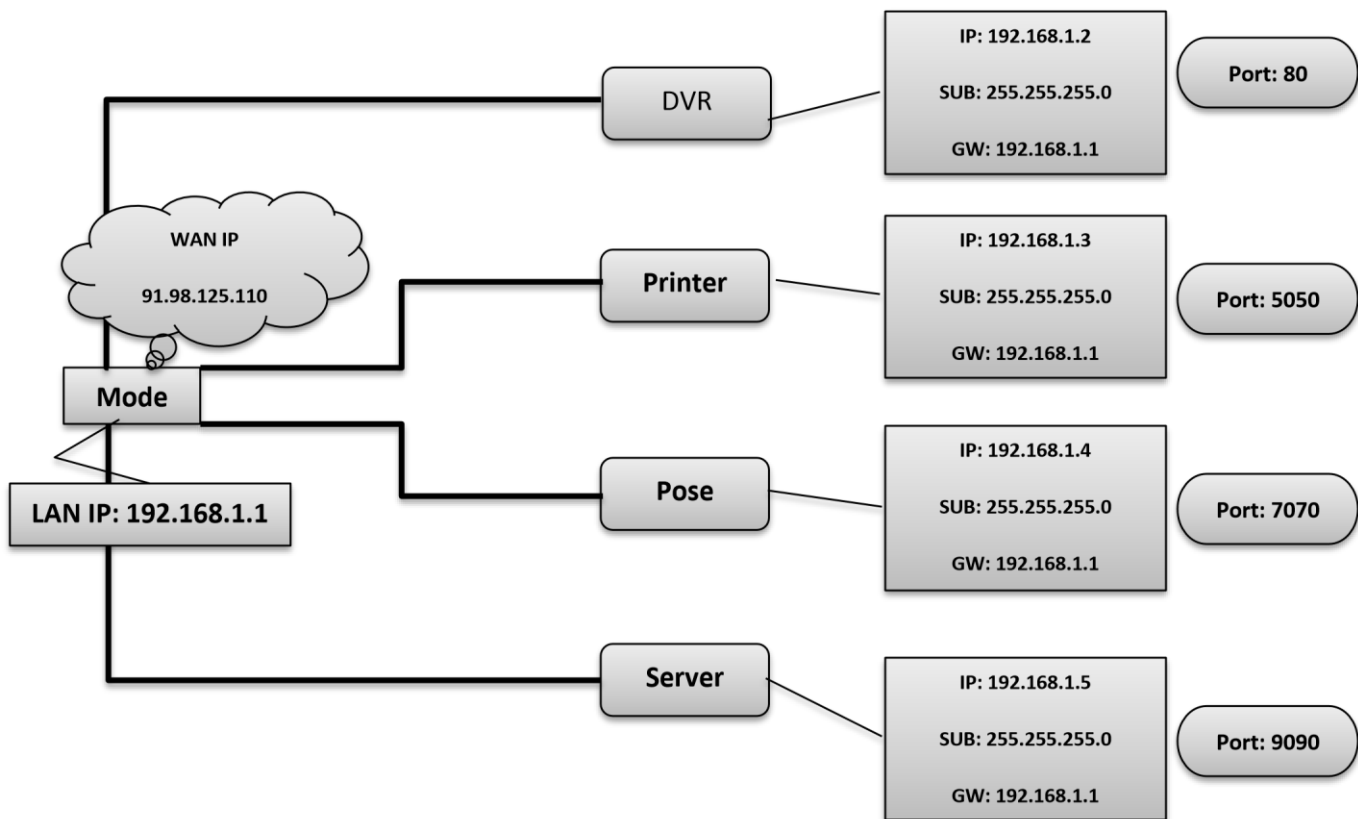 DVR
IP: 192.168.1.2
SUB: 255.255.255.0
GW: 192.168.1.1
Port: 80
WAN IP
91.98.125.110
Printer
IP: 192.168.1.3
SUB: 255.255.255.0
GW: 192.168.1.1
Port: 5050
Mode
LAN IP: 192.168.1.1
Pose
IP: 192.168.1.4
SUB: 255.255.255.0
GW: 192.168.1.1
Port: 7070
Server
IP: 192.168.1.5
SUB: 255.255.255.0
GW: 192.168.1.1
Port: 9090